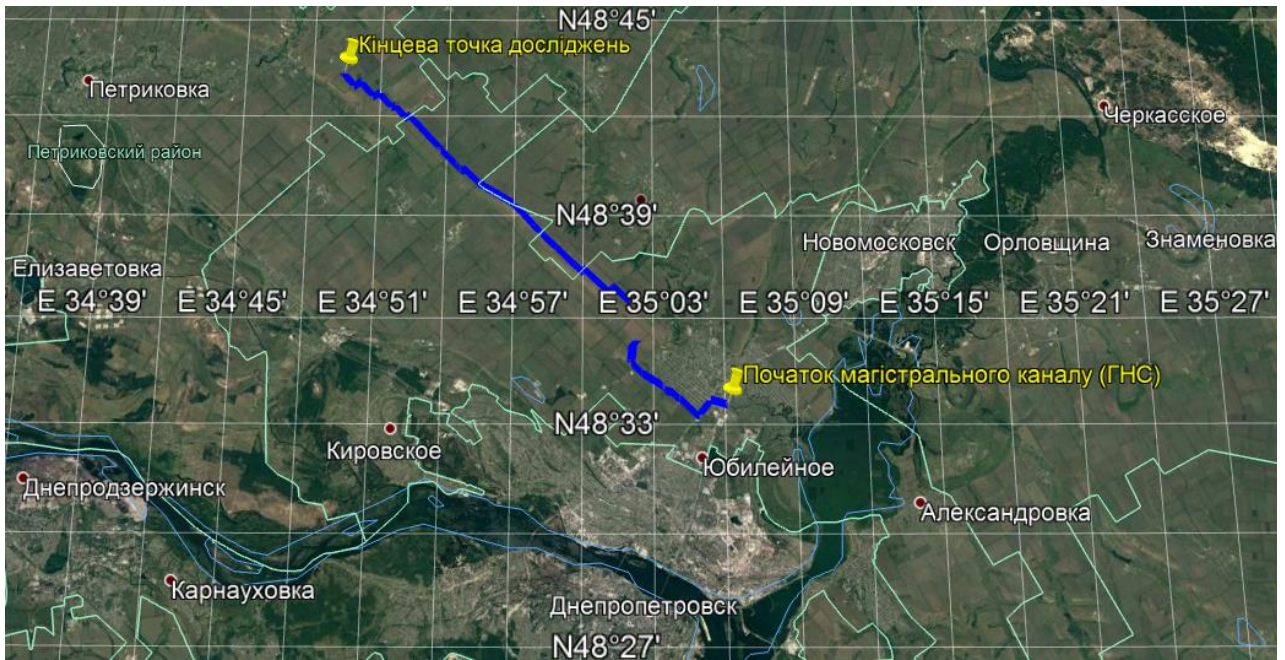 N48°45'
Кінцева точка досліджень
Петриковка
Черкасское
Петриковский район
N48°39'
Новомосковск
Орловщина
Знаменовка
Елизаветовка
E 34°39'
E 34°45'
E 34°51'
E 34°57'
E 35°03'
E 35°09'
E 35°15'
E 35°21'
E 35°27'
Початок магістрального каналу (ГНС)
N48°33'
Кировское
Юбилейное
Днепродзержинск
Александровка
Карнауховка
Днепропетровск
N48°27'